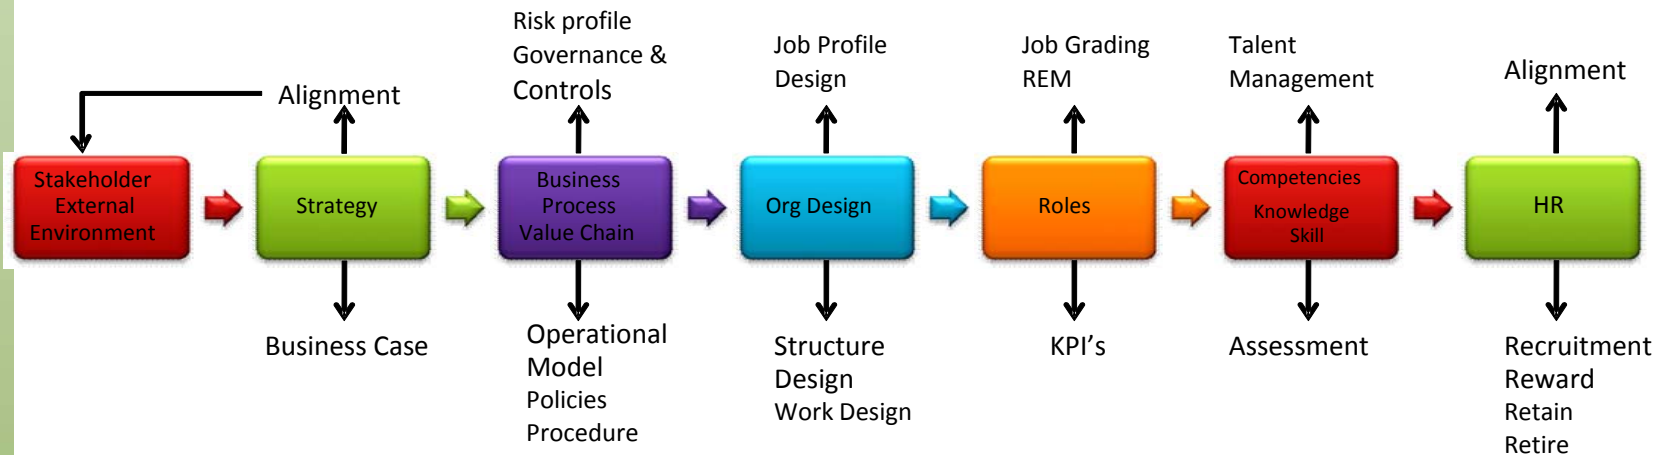 Risk profile
Governance &
Controls
Job Profile
Design
Job Grading
REM
Talent
Management
Alignment
Alignment
Stakeholder
External
Environment
Strategy
Business
Process
Value Chain
Org Design
Roles
Competencies
Knowledge
Skill
HR
Business Case
Operational
Model
Policies
Procedure
Structure
Design
Work Design
KPI’s
Assessment
Recruitment
Reward
Retain
Retire